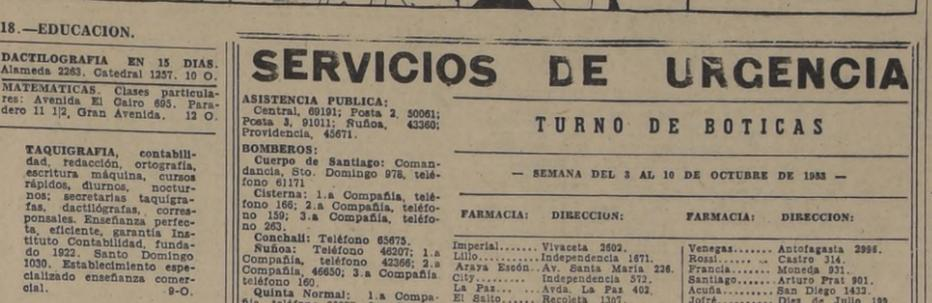 18.—EDUCACION.
DACTILOGRAFIA EN 15 DIAS.
Alameda 2263. Catedral 1257. 10 O.
MATEMATICAS. Clases particula-
res: Avenida El Cairo 695. Para-
dero 11 1|2, Gran Avenida. 12 O.
TAQUIGRAFIA, contabili-
dad, redacción, ortografía,
escritura máquina, cursos
rápidos, diurnos, noctur-
nos; secretarias taquígra-
fas, dactilógrafas, corres-
ponsales. Enseñanza perfec-
ta, eficiente, garantía Ins-
tituto Contabilidad, funda-
do 1922. Santo Domingo
1030. Establecimiento espe-
cializado enseñanza comer-
cial. 9-O.
SERVICIOS DE URGENCIA
ASISTENCIA PUBLICA:
Central, 69191; Posta 2, 50061;
Posta 3, 91011; Ñuñoa, 43360;
Providencia, 45671.
BOMBEROS:
Cuerpo de Santiago: Coman-
dancia, Sto. Domingo 978, telé-
fono 61171
Cisterna: 1.a Compañía, telé-
fono 166; 2.a Compañía, teléfo-
no 159; 3.a Compañía, teléfo-
no 263.
Conchalí: Teléfono 65675.
Ñuñoa: Teléfono 46207; 1.a
Compañía, teléfono 42366; 2.a
Compañía, 46650; 3.a Compañía
teléfono 160.
Quinta Normal: 1.a Compa-
TURNO DE BOTICAS
— SEMANA DEL 3 AL 10 DE OCTUBRE DE 1953 —
FARMACIA: DIRECCION: FARMACIA: DIRECCION:
Imperial....... Vivaceta 2602.
Lillo.......... Independencia 1671.
Araya Escón.. Av. Santa María 226.
City........... Independencia 572.
La Paz...... Avda. La Paz 402.
El Salto...... Recoleta 1307.
Venegas....... Antofagasta 2996.
Rossi....... Castro 314.
Francia....... Moneda 931.
Santiago....... Arturo Prat 901.
Acuña....... San Diego 1433.